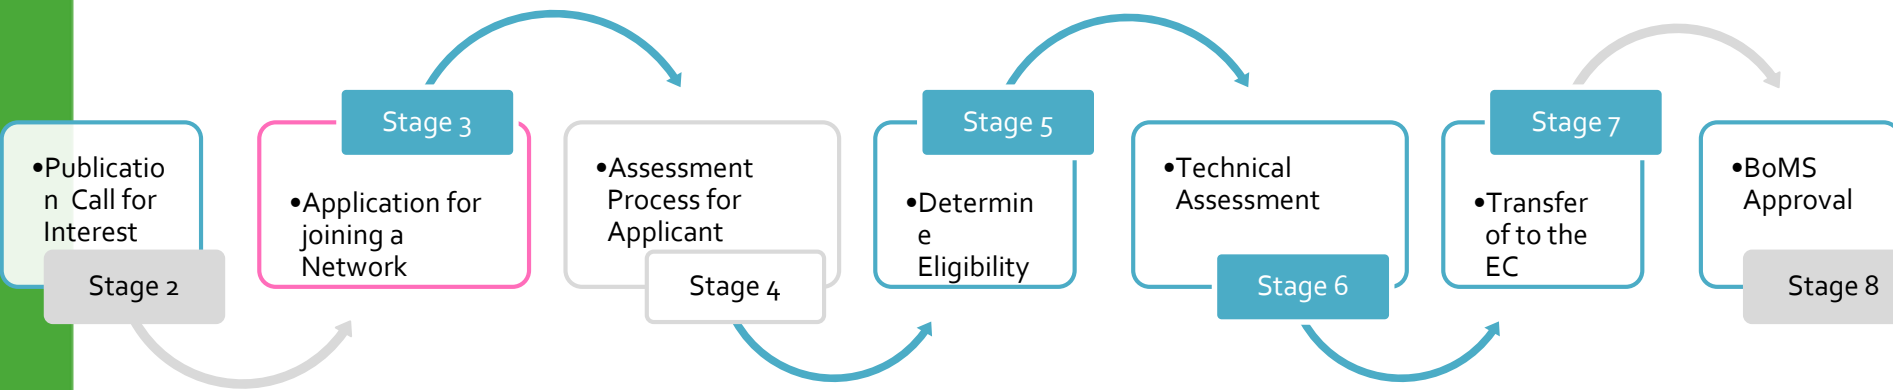 •Publicatio
n Call for
Interest
Stage 2
Stage 3
•Application for
joining a
Network
•Assessment
Process for
Applicant
Stage 4
Stage 5
•Determin
e
Eligibility
•Technical
Assessment
Stage 6
Stage 7
•Transfer
of to the
EC
•BoMS
Approval
Stage 8